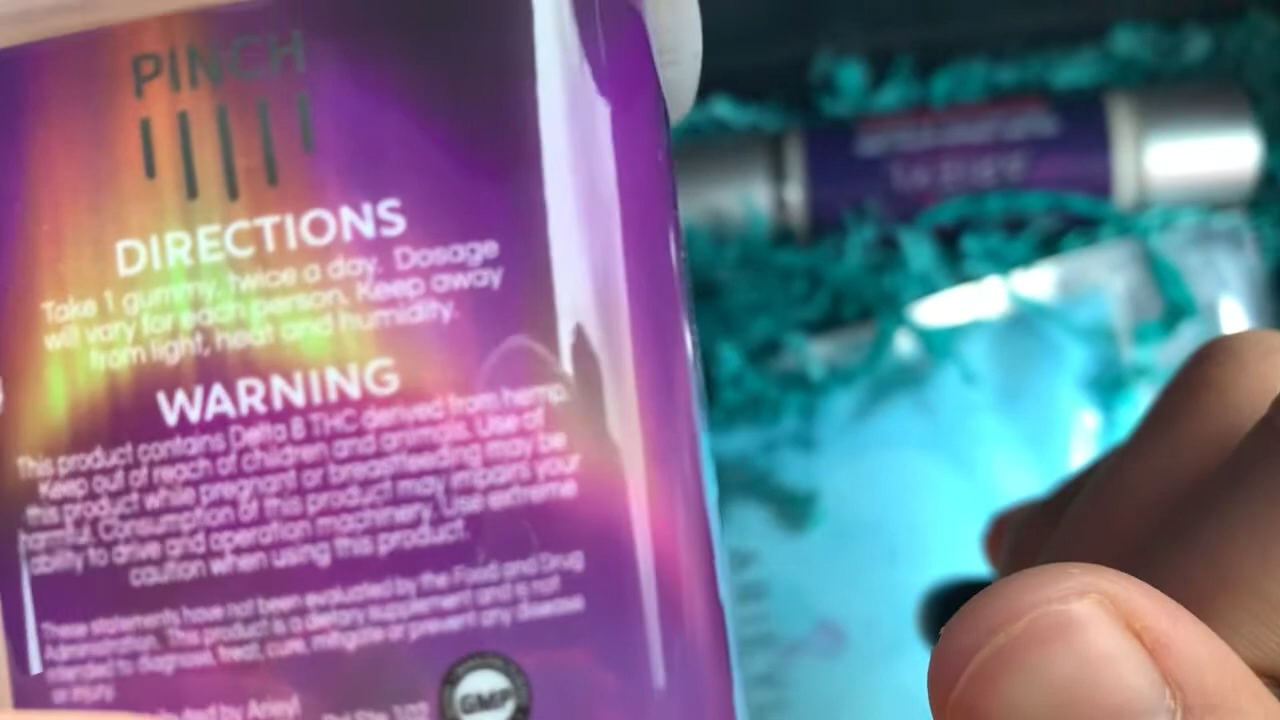 PINCH
DIRECTIONS
Take 1 gummy, twice a day. Dosage
will vary for each person. Keep away
from light, heat and humidity.
WARNING
This product contains Delta 8 THC derived from hemp.
Keep out of reach of children and animals. Use of
this product while pregnant or breastfeeding may be
harmful. Consumption of this product may impairs your
ability to drive and operation machinery. Use extreme
caution when using this product.
These statements have not been evaluated by the Food and Drug
Administration. This product is a dietary supplement and is not
intended to diagnose, treat, cure, mitigate or prevent any disease
or injury.
by
GMP